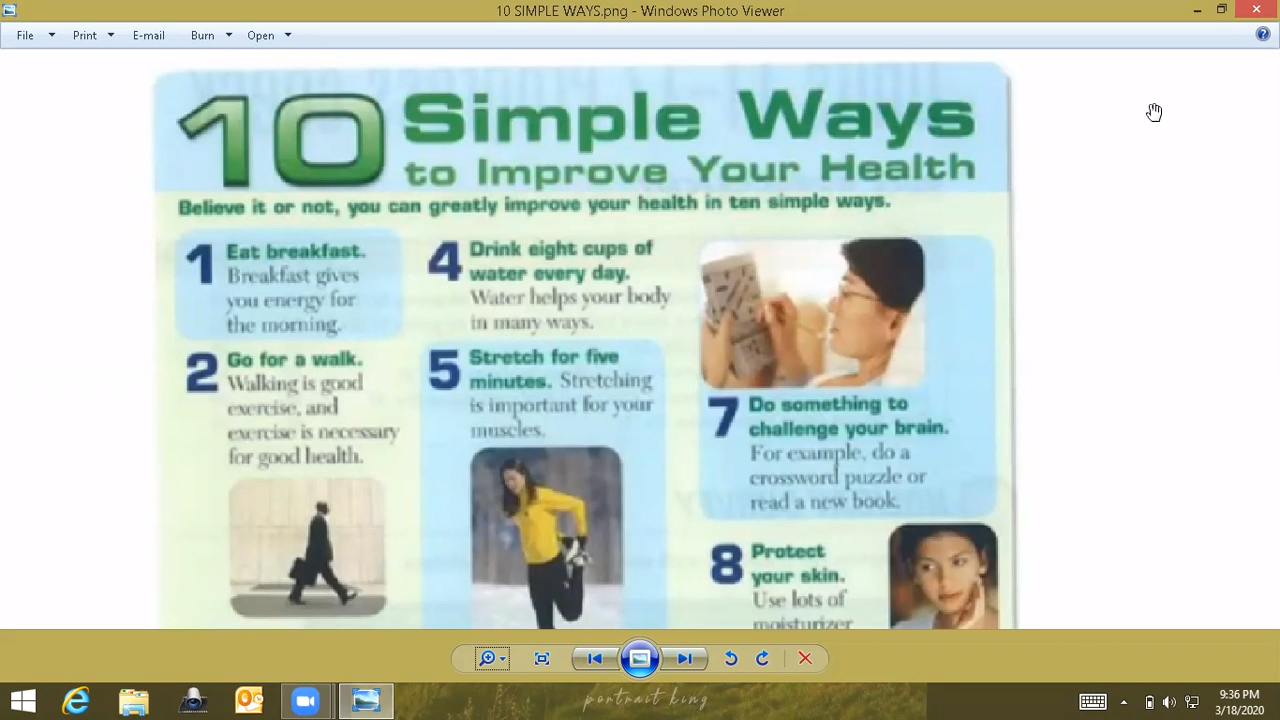 10 SIMPLE WAYS.png - Windows Photo Viewer
File
Print
E-mail
Burn
Open
10 Simple Ways
to Improve Your Health
Believe it or not, you can greatly improve your health in ten simple ways.
1 Eat breakfast.
Breakfast gives
you energy for
the morning.
2 Go for a walk.
Walking is good
exercise, and
exercise is necessary
for good health.
4 Drink eight cups of
water every day.
Water helps your body
in many ways.
5 Stretch for five
minutes. Stretching
is important for your
muscles.
7 Do something to
challenge your brain.
For example, do a
crossword puzzle or
read a new book.
8 Protect
your skin.
Use lots of
moisturizer
portrait king
9:36 PM
3/18/2020